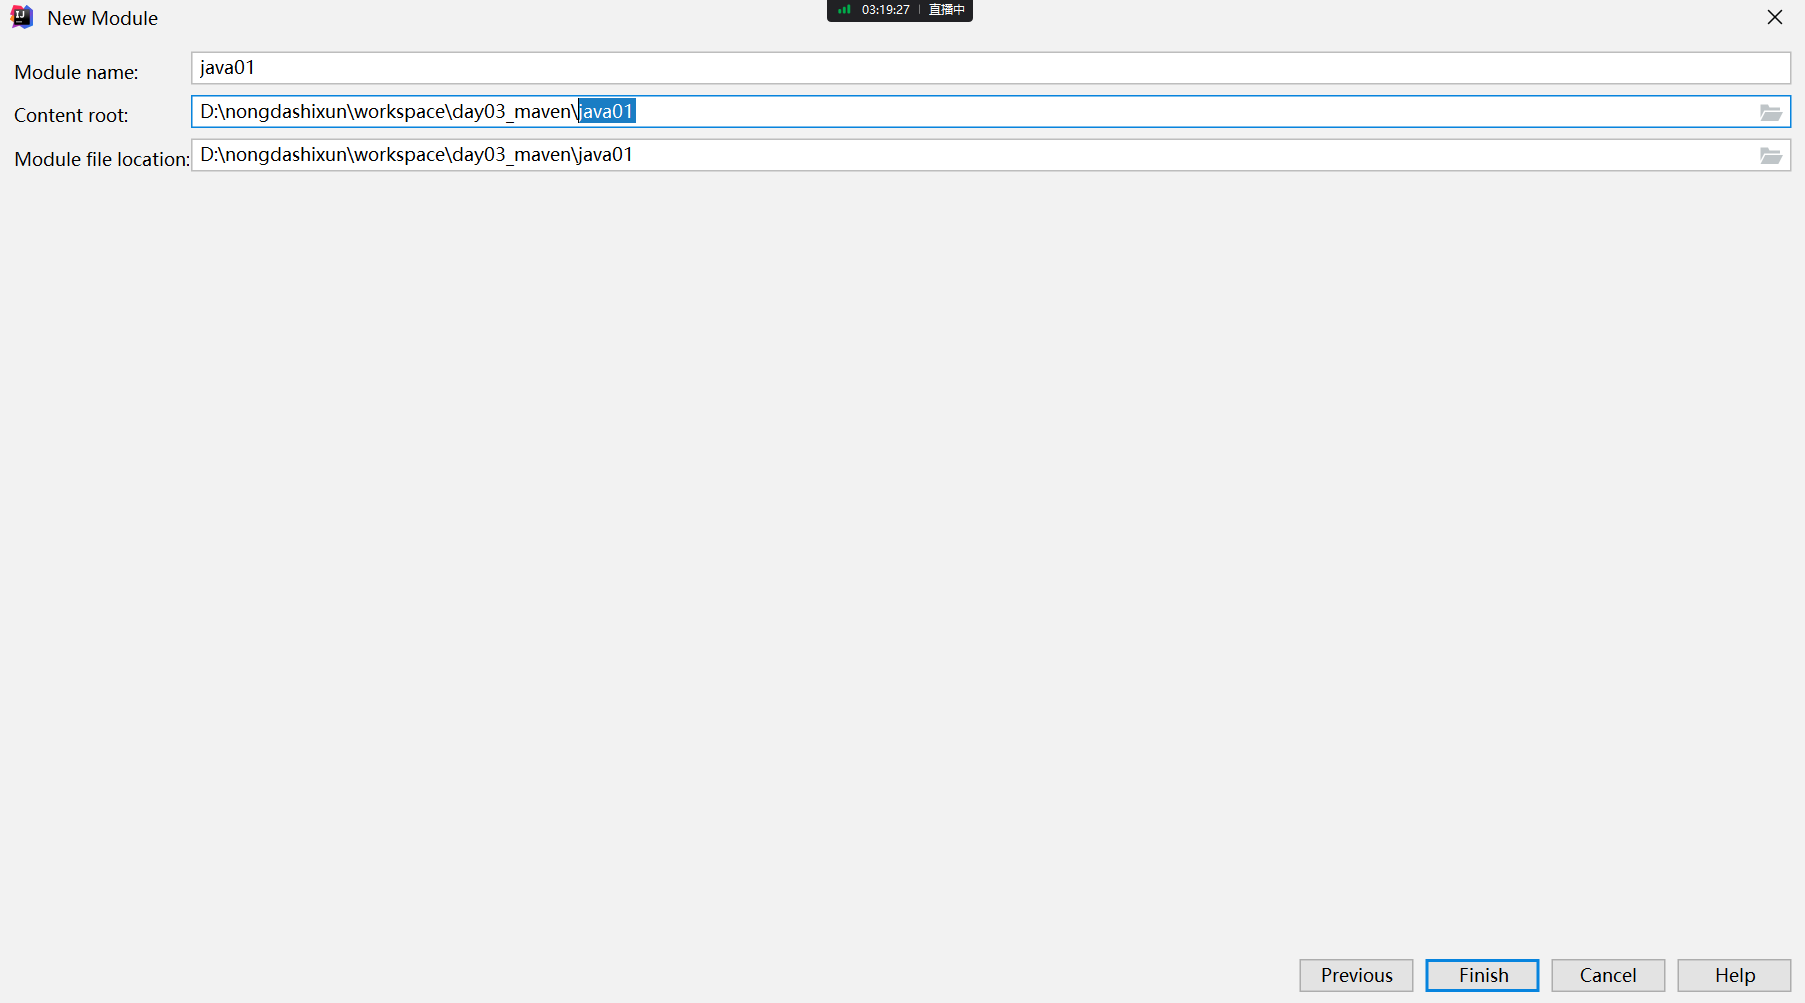 New Module
03:19:27 | 直播中
Module name: java01
Content root: D:\nongdashixun\workspace\day03_maven\java01
Module file location: D:\nongdashixun\workspace\day03_maven\java01
Previous Finish Cancel Help